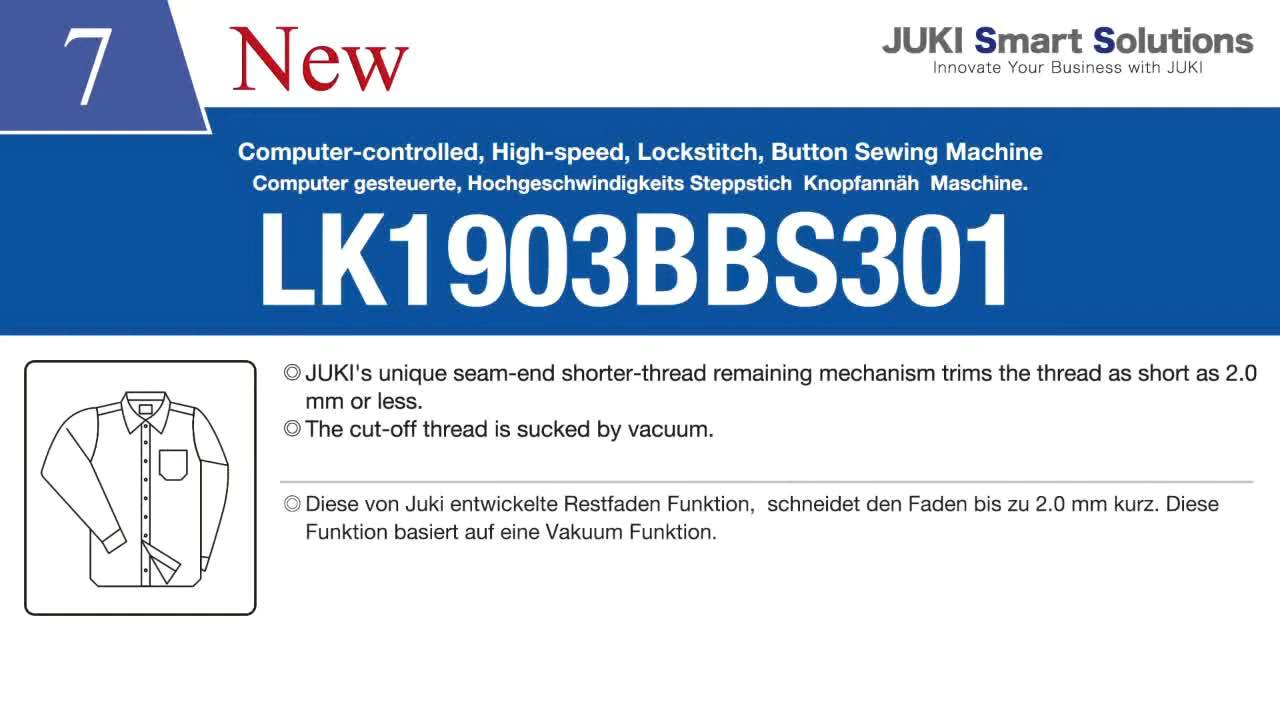 7
New
JUKI Smart Solutions
Innovate Your Business with JUKI
Computer-controlled, High-speed, Lockstitch, Button Sewing Machine
Computer gesteuerte, Hochgeschwindigkeits Steppstich Knopfannäh Maschine.
LK1903BBS301
◎ JUKI's unique seam-end shorter-thread remaining mechanism trims the thread as short as 2.0
mm or less.
◎ The cut-off thread is sucked by vacuum.
◎ Diese von Juki entwickelte Restfaden Funktion, schneidet den Faden bis zu 2.0 mm kurz. Diese
Funktion basiert auf eine Vakuum Funktion.